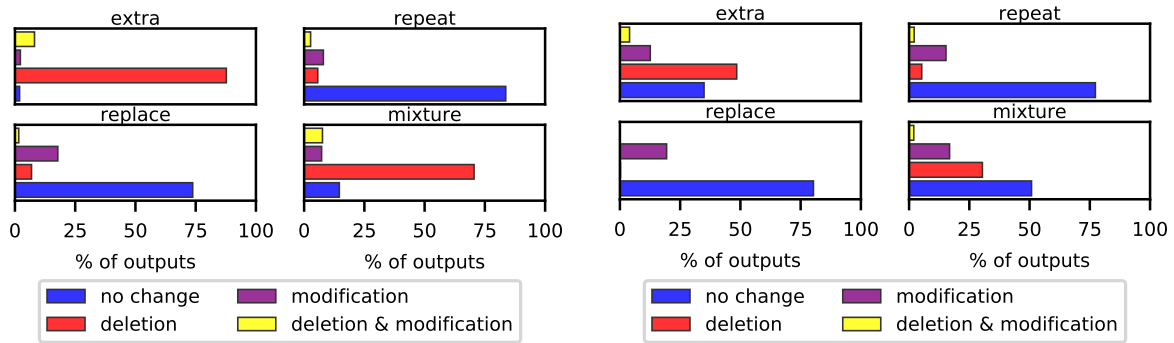 extra
repeat
replace
mixture
0 25 50 75 100
0 25 50 75 100
% of outputs
% of outputs
no change
modification
deletion
deletion & modification
extra
repeat
replace
mixture
0 25 50 75 100
0 25 50 75 100
% of outputs
% of outputs
no change
modification
deletion
deletion & modification